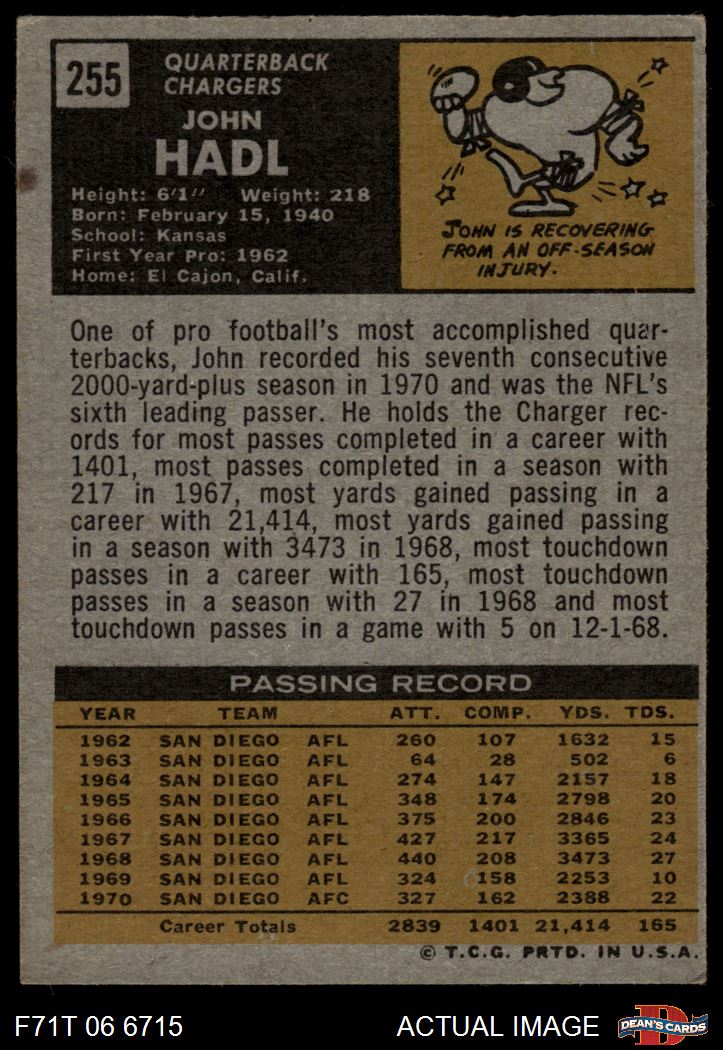 255
QUARTERBACK
CHARGERS
JOHN
HADL
Height: 6'1" Weight: 218
Born: February 15, 1940
School: Kansas
First Year Pro: 1962
Home: El Cajon, Calif.
JOHN IS RECOVERING
FROM AN OFF-SEASON
INJURY.
One of pro football's most accomplished quar-
terbacks, John recorded his seventh consecutive
2000-yard-plus season in 1970 and was the NFL's
sixth leading passer. He holds the Charger rec-
ords for most passes completed in a career with
1401, most passes completed in a season with
217 in 1967, most yards gained passing in a
career with 21,414, most yards gained passing
in a season with 3473 in 1968, most touchdown
passes in a career with 165, most touchdown
passes in a season with 27 in 1968 and most
touchdown passes in a game with 5 on 12-1-68.
PASSING RECORD
YEAR TEAM ATT. COMP. YDS. TDS.
1962 SAN DIEGO AFL 260 107 1632 15
1963 SAN DIEGO AFL 64 28 502 6
1964 SAN DIEGO AFL 274 147 2157 18
1965 SAN DIEGO AFL 348 174 2798 20
1966 SAN DIEGO AFL 375 200 2846 23
1967 SAN DIEGO AFL 427 217 3365 24
1968 SAN DIEGO AFL 440 208 3473 27
1969 SAN DIEGO AFL 324 158 2253 10
1970 SAN DIEGO AFC 327 162 2388 22
Career Totals 2839 1401 21,414 165
© T.C.G. PRTD. IN U.S.A.
F71T 06 6715 ACTUAL IMAGE
D
DEAN'S CARDS